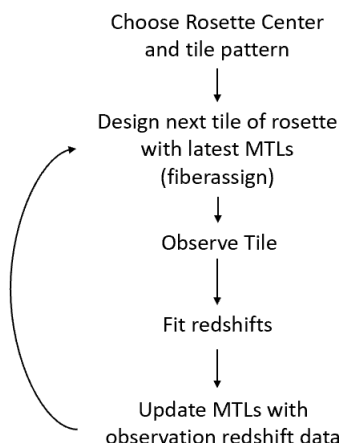 Choose Rosette Center
and tile pattern
Design next tile of rosette
with latest MTLs
(fiberassign)
Observe Tile
Fit redshifts
Update MTLs with
observation redshift data